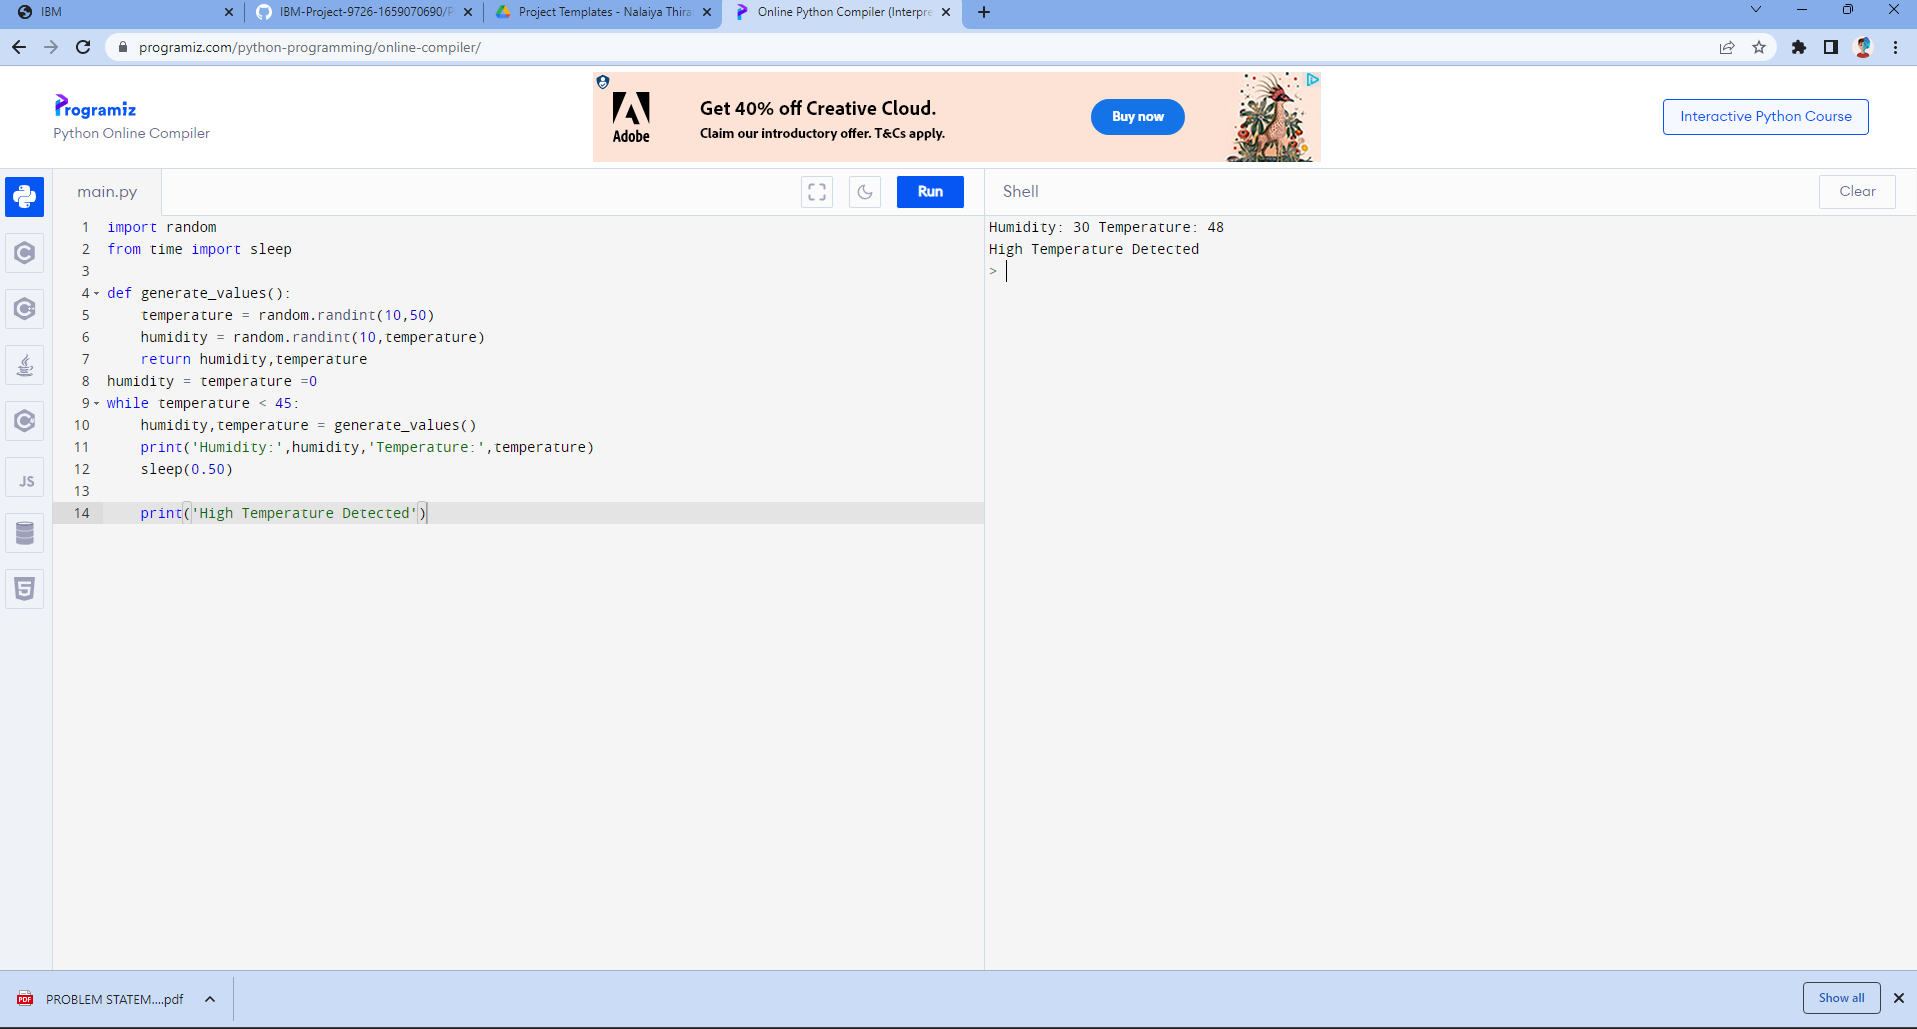 IBM
IBM-Project-9726-1659070690/P
Project Templates - Nalaiya Thira
Online Python Compiler (Interpre
programiz.com/python-programming/online-compiler/
Programiz
Python Online Compiler
Adobe
Get 40% off Creative Cloud.
Claim our introductory offer. T&Cs apply.
Buy now
Interactive Python Course
main.py
Run
Shell
Clear
JS
1 import random
2 from time import sleep
3
4 def generate_values():
5     temperature = random.randint(10,50)
6     humidity = random.randint(10,temperature)
7     return humidity,temperature
8 humidity = temperature =0
9 while temperature < 45:
10     humidity,temperature = generate_values()
11     print('Humidity:',humidity,'Temperature:',temperature)
12     sleep(0.50)
13
14     print('High Temperature Detected')
Humidity: 30 Temperature: 48
High Temperature Detected
>
PDF
PROBLEM STATEM....pdf
Show all